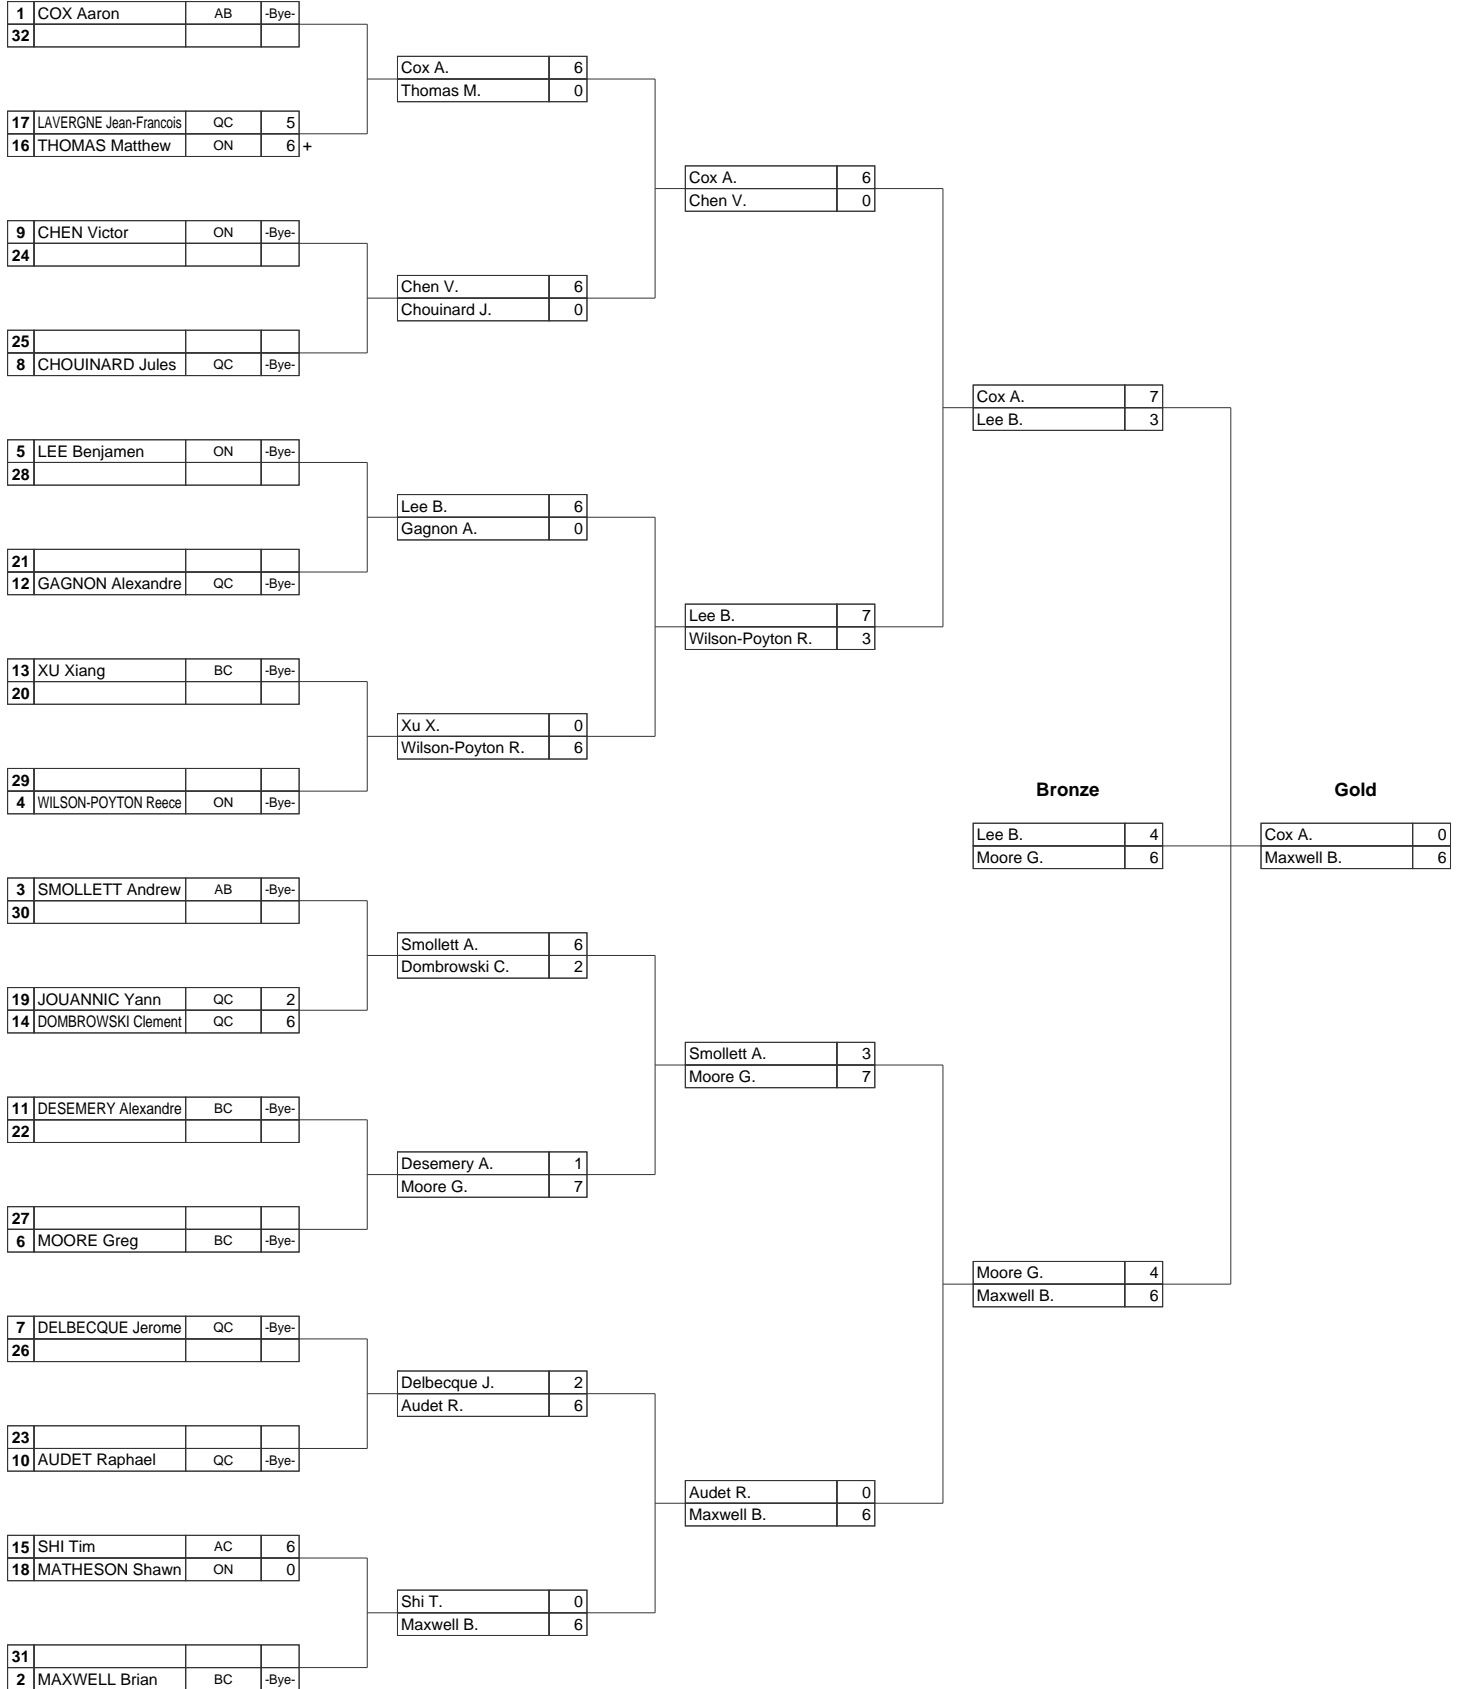 1 COX Aaron AB -Bye-
32
Cox A. 6
Thomas M. 0
17 LAVERGNE Jean-Francois QC 5
16 THOMAS Matthew ON 6 +
Cox A. 6
Chen V. 0
9 CHEN Victor ON -Bye-
24
Chen V. 6
Chouinard J. 0
25
8 CHOUINARD Jules QC -Bye-
Cox A. 7
Lee B. 3
5 LEE Benjamen ON -Bye-
28
Lee B. 6
Gagnon A. 0
21
12 GAGNON Alexandre QC -Bye-
Lee B. 7
Wilson-Poyton R. 3
13 XU Xiang BC -Bye-
20
Xu X. 0
Wilson-Poyton R. 6
29
4 WILSON-POYTON Reece ON -Bye-
Bronze Gold
Lee B. 4 Cox A. 0
Moore G. 6 Maxwell B. 6
3 SMOLLETT Andrew AB -Bye-
30
Smollett A. 6
Dombrowski C. 2
19 JOUANNIC Yann QC 2
14 DOMBROWSKI Clement QC 6
Smollett A. 3
Moore G. 7
11 DESEMERY Alexandre BC -Bye-
22
Desemery A. 1
Moore G. 7
27
6 MOORE Greg BC -Bye-
Moore G. 4
Maxwell B. 6
7 DELBECQUE Jerome QC -Bye-
26
Delbecque J. 2
Audet R. 6
23
10 AUDET Raphael QC -Bye-
Audet R. 0
Maxwell B. 6
15 SHI Tim AC 6
18 MATHESON Shawn ON 0
Shi T. 0
Maxwell B. 6
31
2 MAXWELL Brian BC -Bye-